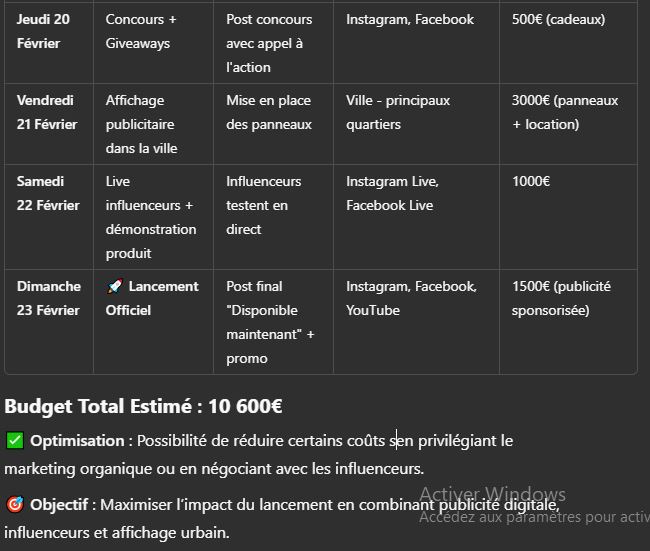 Jeudi 20 Concours + Post concours Instagram, Facebook 500€ (cadeaux)
Février Giveaways avec appel à
l'action
Vendredi Affichage Mise en place Ville - principaux 3000€ (panneaux
21 Février publicitaire des panneaux quartiers + location)
dans la ville
Samedi Live Influenceurs Instagram Live, 1000€
22 Février influenceurs + testent en Facebook Live
démonstration direct
produit
Dimanche 🚀 Lancement Post final Instagram, Facebook, 1500€ (publicité
23 Février Officiel "Disponible YouTube sponsorisée)
maintenant" +
promo
Budget Total Estimé : 10 600€
✅ Optimisation : Possibilité de réduire certains coûts sen privilégiant le
marketing organique ou en négociant avec les influenceurs.
Activer Windows
🎯 Objectif : Maximiser l'impact du lancement en combinant publicité digitale,
Accédez aux paramètres pour activ
influenceurs et affichage urbain.